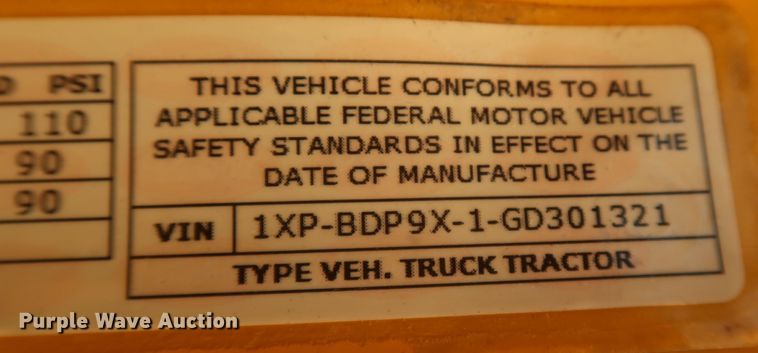 PSI
110
90
90
THIS VEHICLE CONFORMS TO ALL
APPLICABLE FEDERAL MOTOR VEHICLE
SAFETY STANDARDS IN EFFECT ON THE
DATE OF MANUFACTURE
VIN 1XP-BDP9X-1-GD301321
TYPE VEH. TRUCK TRACTOR
Purple Wave Auction